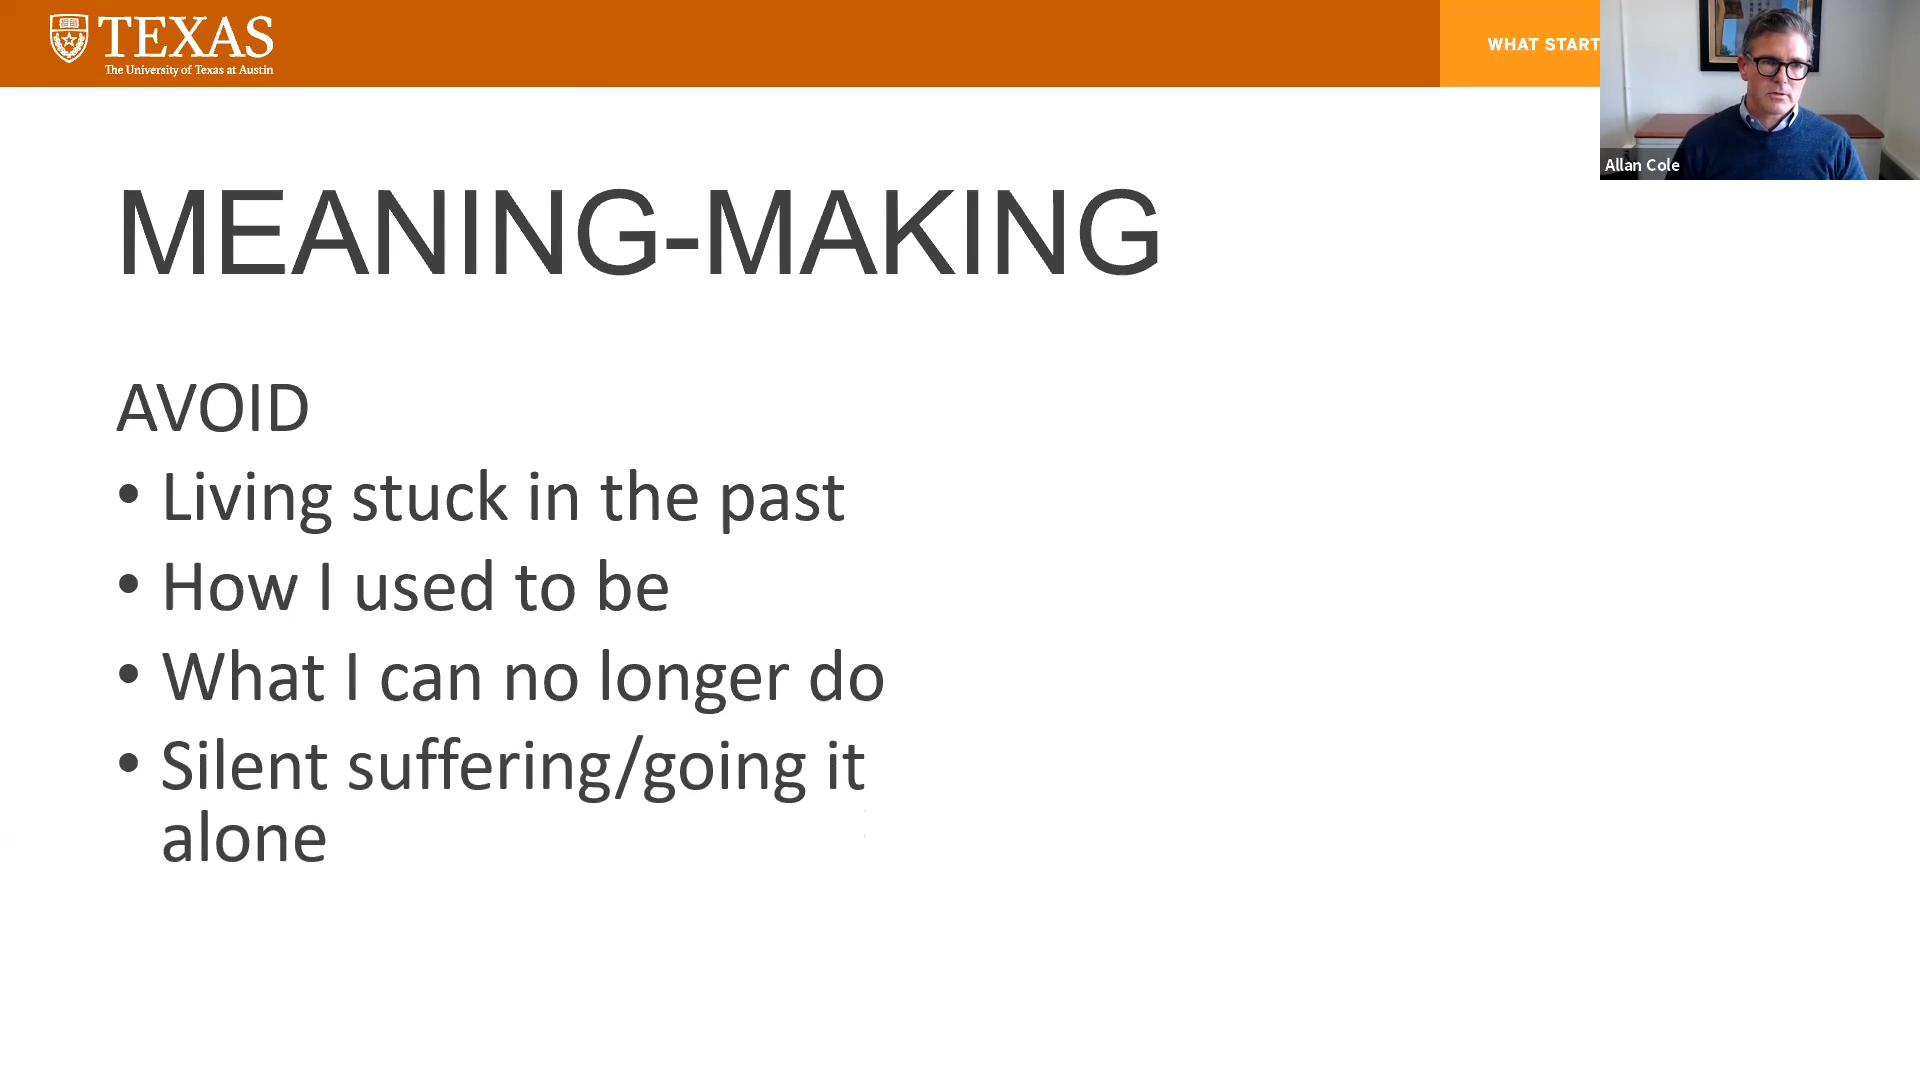 TEXAS
The University of Texas at Austin
WHAT START
Allan Cole
MEANING-MAKING
AVOID
• Living stuck in the past
• How I used to be
• What I can no longer do
• Silent suffering/going it
alone